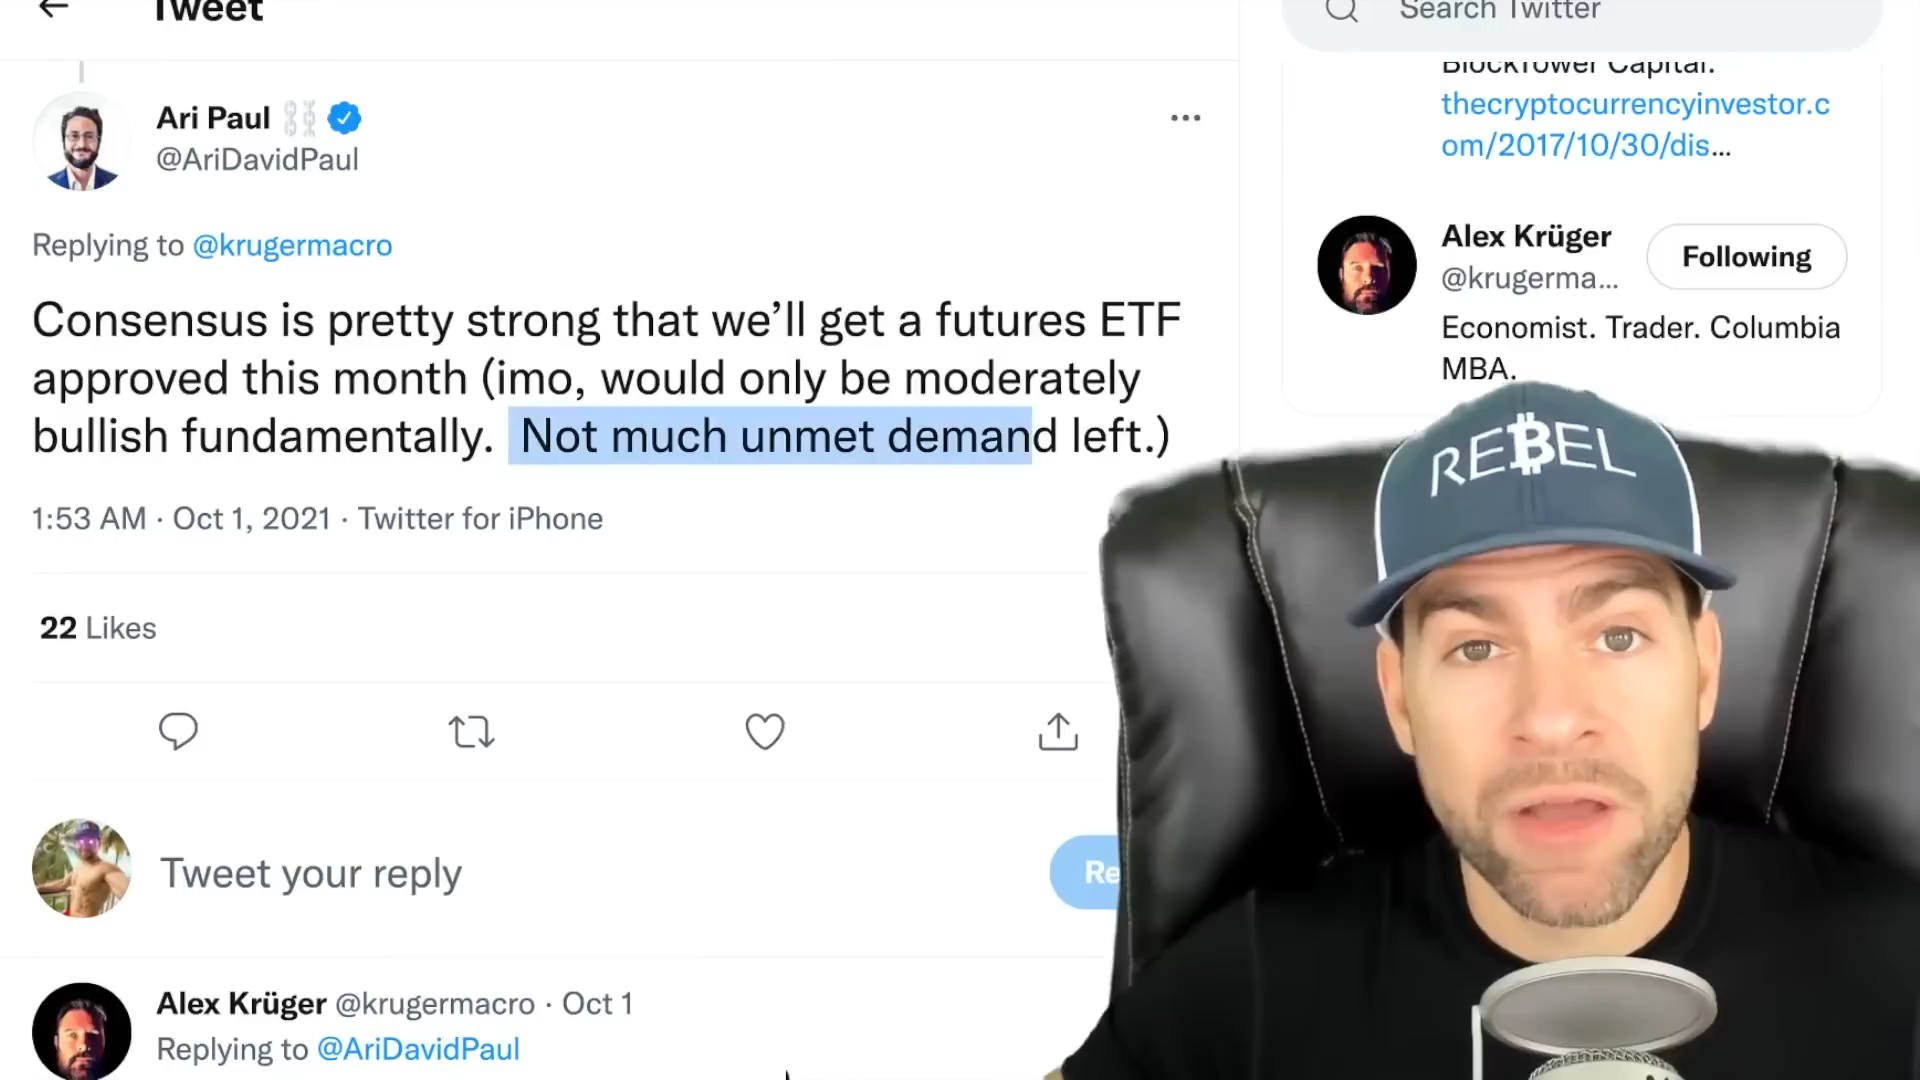 Tweet
Search Twitter
BlockTower Capital.
thecryptocurrencyinvestor.c
om/2017/10/30/dis…
Ari Paul
@AriDavidPaul
Replying to @krugermacro
Consensus is pretty strong that we’ll get a futures ETF
approved this month (imo, would only be moderately
bullish fundamentally.  Not much unmet demand left.)
1:53 AM · Oct 1, 2021 · Twitter for iPhone
22 Likes
Tweet your reply
Re
Alex Krüger @krugermacro · Oct 1
Replying to @AriDavidPaul
Alex Krüger
@krugerma...
Following
Economist. Trader. Columbia
MBA.
REBEL